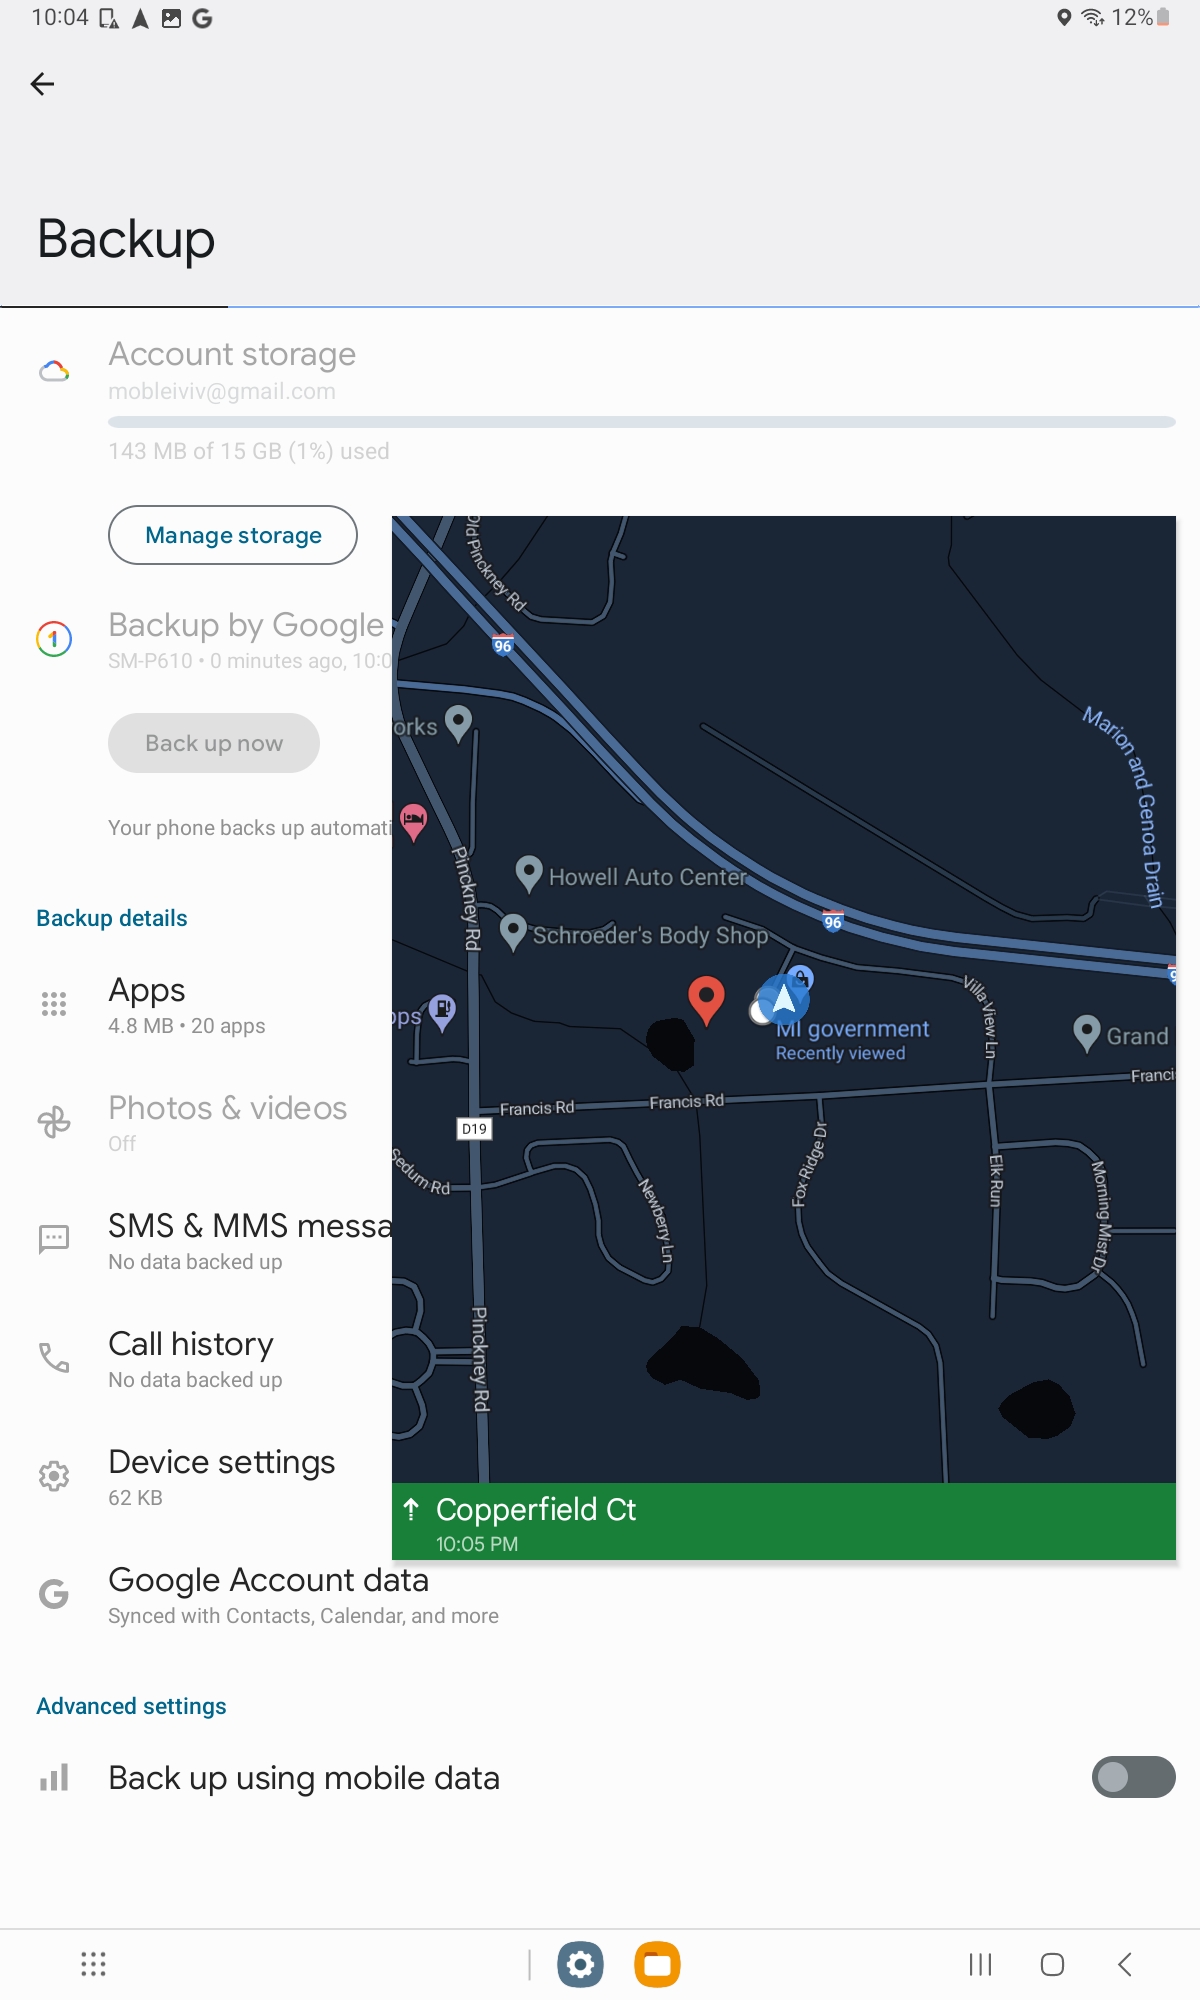 10:04
12%
Backup
Account storage
mobleiviv@gmail.com
143 MB of 15 GB (1%) used
Manage storage
Backup by Google
SM-P610 • 0 minutes ago, 10:0
Back up now
Your phone backs up automati
Backup details
Apps
4.8 MB • 20 apps
Photos & videos
Off
SMS & MMS messa
No data backed up
Call history
No data backed up
Device settings
62 KB
Google Account data
Synced with Contacts, Calendar, and more
Advanced settings
Back up using mobile data
Old Pinckney Rd
96
orks
Marion and Genoa Drain
Pinckney Rd
Howell Auto Center
96
Schroeder's Body Shop
9
Villa View Ln
ops
MI government
Recently viewed
Grand
Francis Rd
Francis Rd
Franci
D19
Sedum Rd
Newberry Ln
Fox Ridge Dr
Elk Run
Morning Mist Dr
Pinckney Rd
Copperfield Ct
10:05 PM